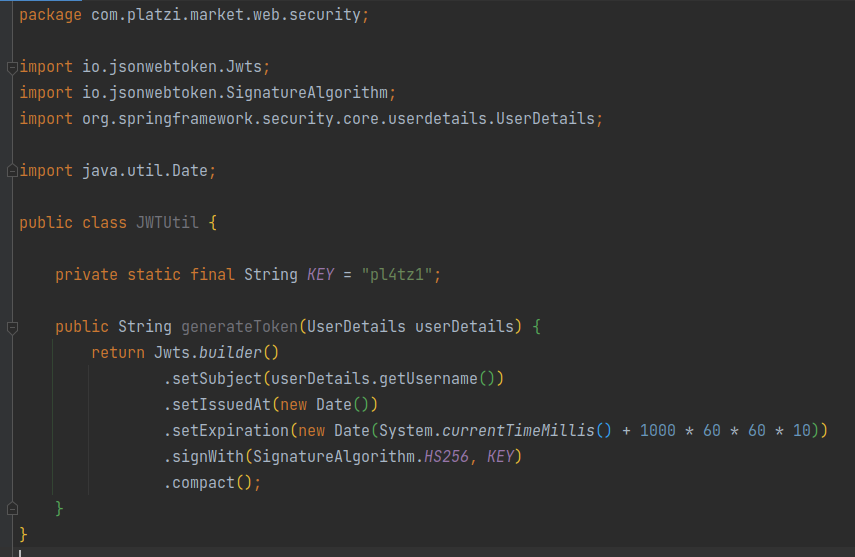 package com.platzi.market.web.security;
import io.jsonwebtoken.Jwts;
import io.jsonwebtoken.SignatureAlgorithm;
import org.springframework.security.core.userdetails.UserDetails;
import java.util.Date;
public class JWTUtil {
private static final String KEY = "pl4tz1";
public String generateToken(UserDetails userDetails) {
return Jwts.builder()
.setSubject(userDetails.getUsername())
.setIssuedAt(new Date())
.setExpiration(new Date(System.currentTimeMillis() + 1000 * 60 * 60 * 10))
.signWith(SignatureAlgorithm.HS256, KEY)
.compact();
}
}